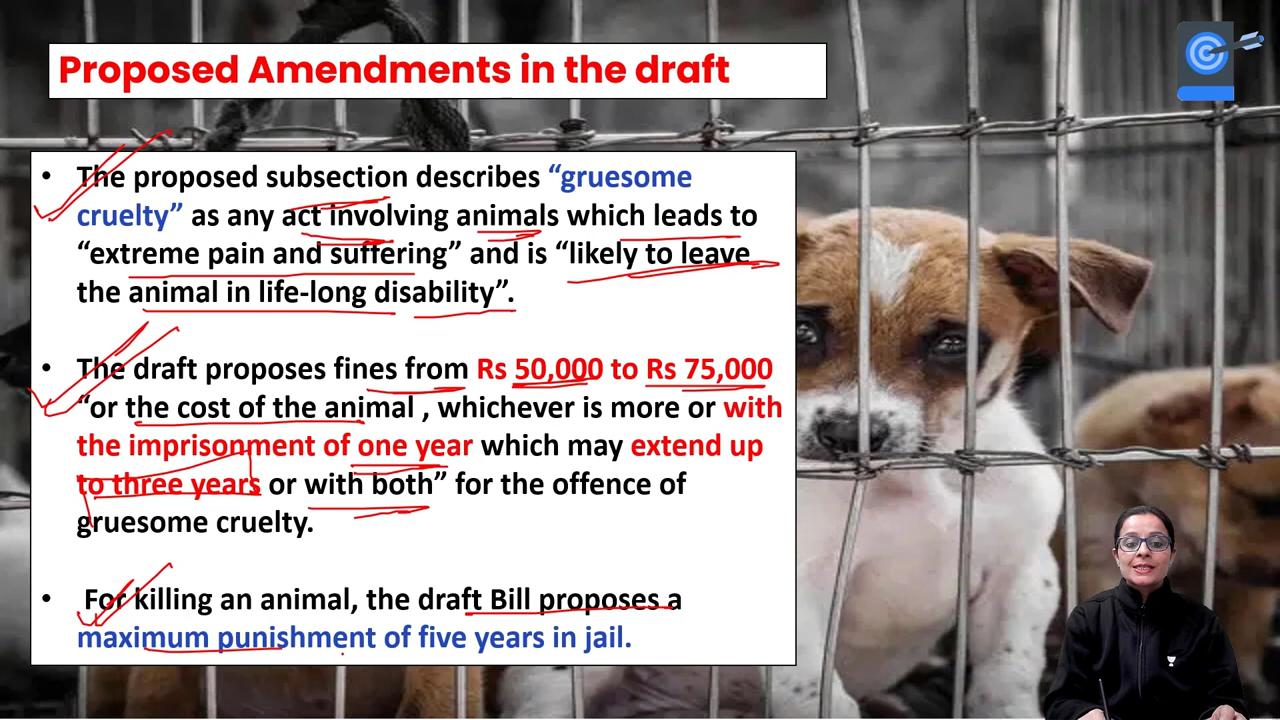 Proposed Amendments in the draft
• The proposed subsection describes “gruesome
cruelty” as any act involving animals which leads to
“extreme pain and suffering” and is “likely to leave
the animal in life-long disability”.
• The draft proposes fines from Rs 50,000 to Rs 75,000
“or the cost of the animal , whichever is more or with
the imprisonment of one year which may extend up
to three years or with both” for the offence of
gruesome cruelty.
• For killing an animal, the draft Bill proposes a
maximum punishment of five years in jail.